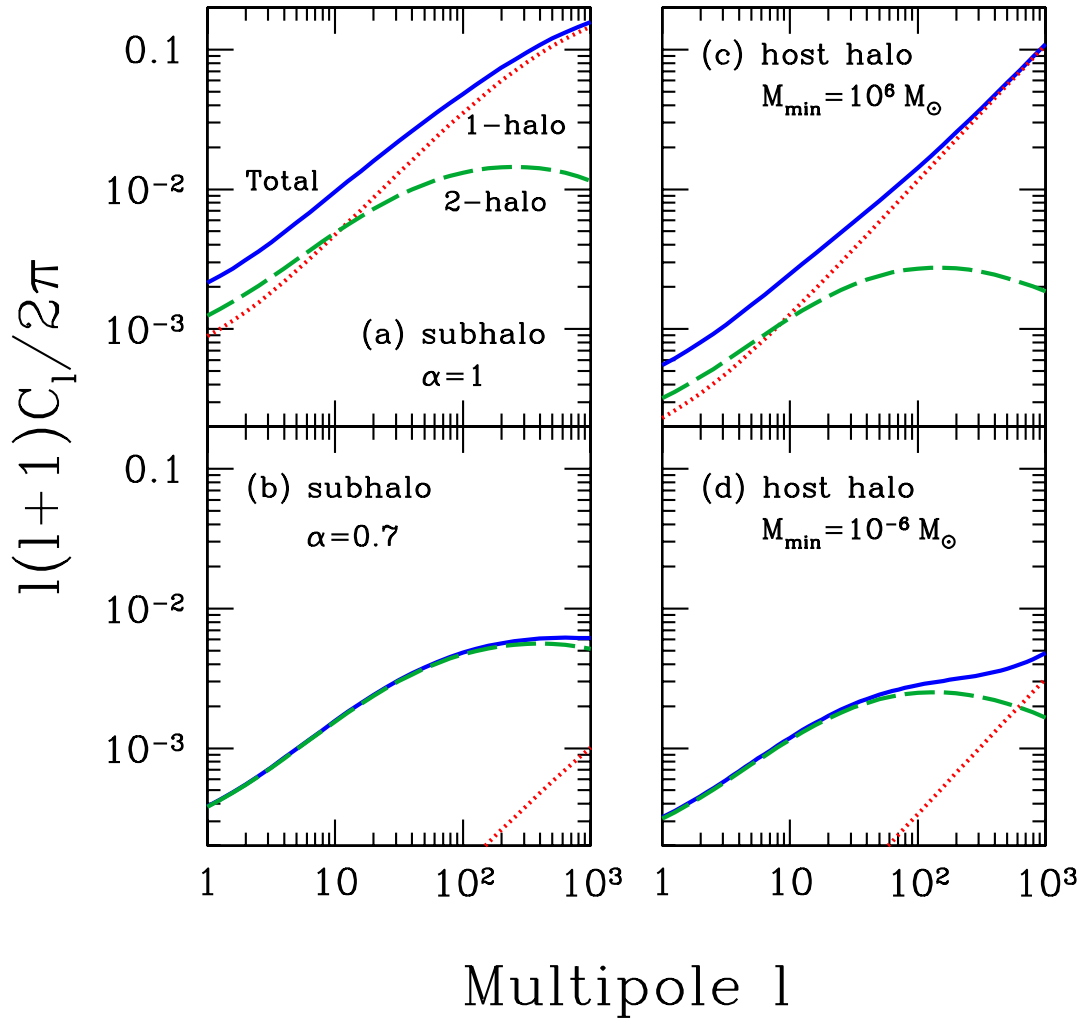 l(l+1)C_l/2π
0.1
10⁻²
10⁻³
Total
1-halo
2-halo
(a) subhalo
α=1
(c) host halo
M_min=10⁶ M_⊙
0.1
10⁻²
10⁻³
(b) subhalo
α=0.7
(d) host halo
M_min=10⁻⁶ M_⊙
1 10 10² 10³
1 10 10² 10³
Multipole l